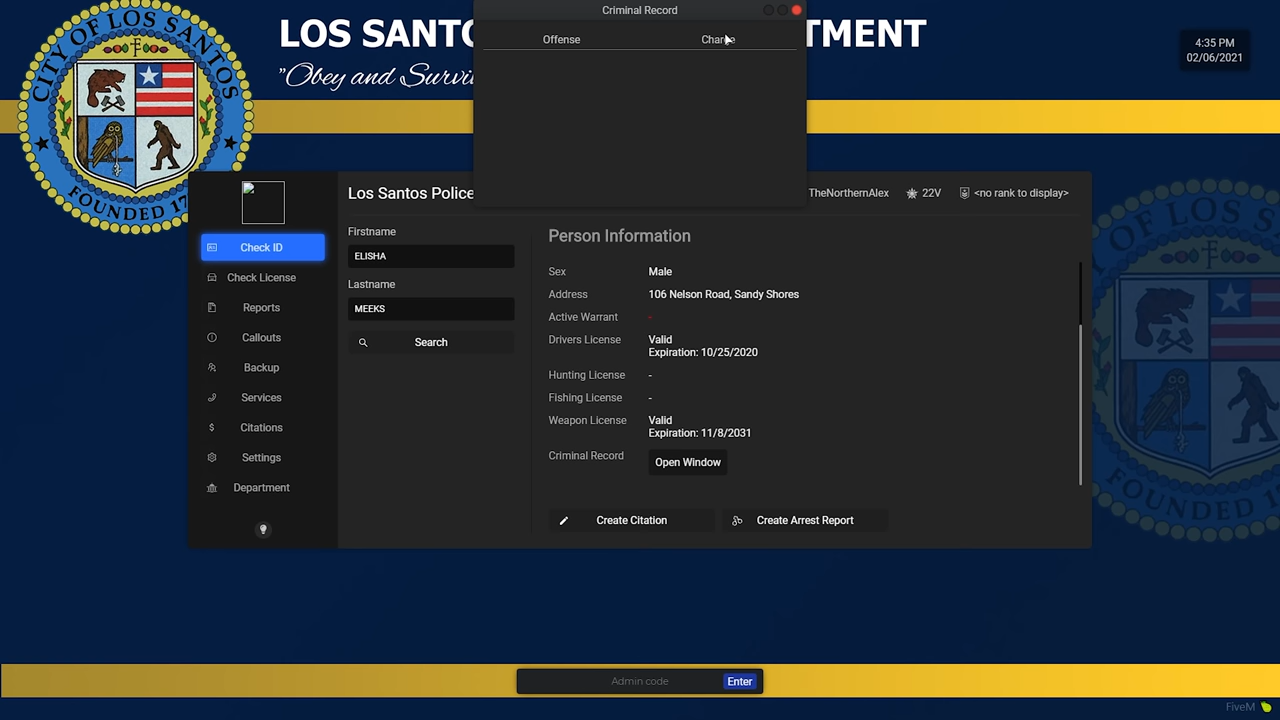 Criminal Record
Offense
LOS SANTO
TMENT
"Obey and Surviv
CITY OF LOS SANTOS
FOUNDED 17
4:35 PM
02/06/2021
Los Santos Police
TheNorthernAlex
22V
<no rank to display>
Check ID
Check License
Reports
Callouts
Backup
Services
Citations
Settings
Department
Firstname
ELISHA
Lastname
MEEKS
Search
Person Information
Sex Male
Address 106 Nelson Road, Sandy Shores
Active Warrant -
Drivers License Valid
Expiration: 10/25/2020
Hunting License -
Fishing License -
Weapon License Valid
Expiration: 11/8/2031
Criminal Record Open Window
Create Citation
Create Arrest Report
Admin code Enter
FiveM